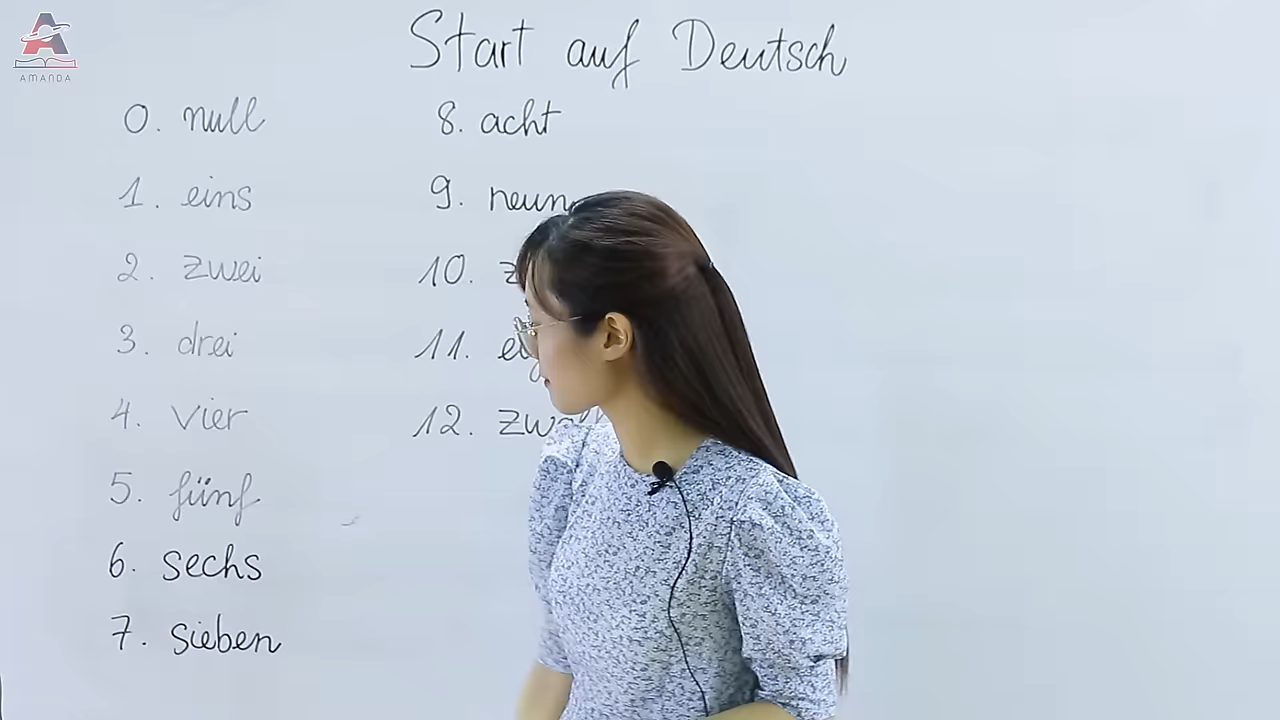 AMANDA
Start auf Deutsch
0. null
1. eins
2. zwei
3. drei
4. vier
5. fünf
6. sechs
7. sieben
8. acht
9. neun
10.
11.
12.